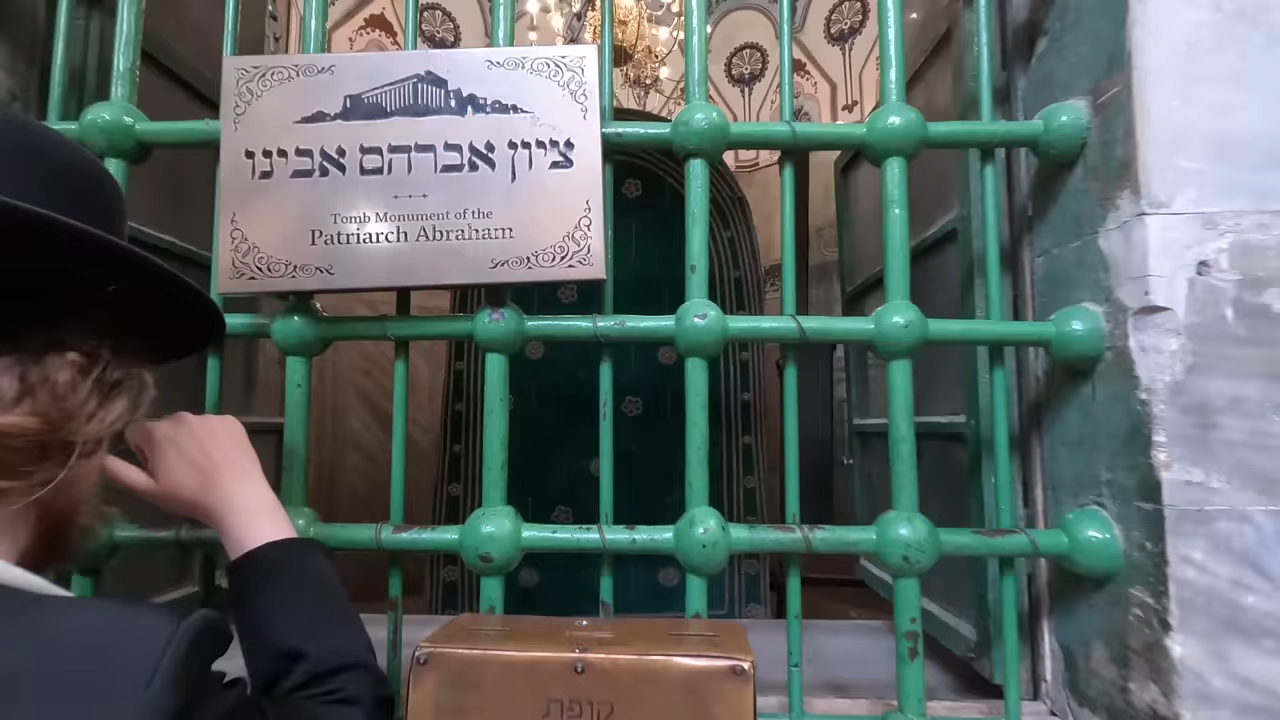 ציון אברהם אבינו
Tomb Monument of the
Patriarch Abraham
קופת